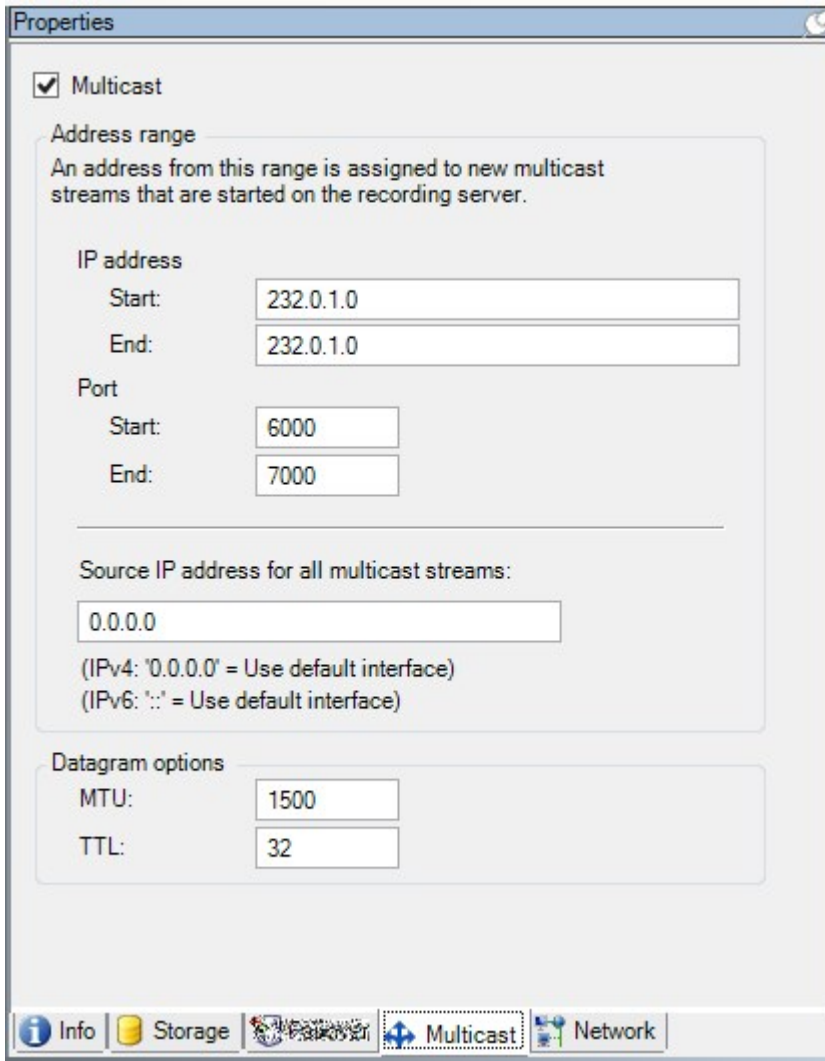 Properties
Multicast
Address range
An address from this range is assigned to new multicast
streams that are started on the recording server.
IP address
Start: 232.0.1.0
End: 232.0.1.0
Port
Start: 6000
End: 7000
Source IP address for all multicast streams:
0.0.0.0
(IPv4: '0.0.0.0' = Use default interface)
(IPv6: '::' = Use default interface)
Datagram options
MTU: 1500
TTL: 32
Info Storage Multicast Network